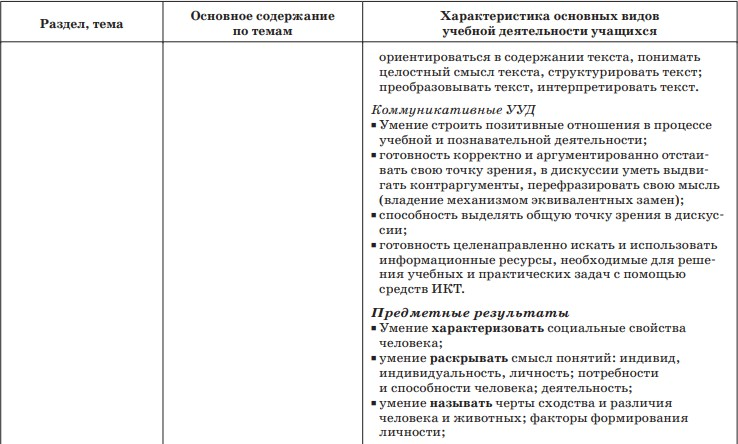 Раздел, тема
Основное содержание
по темам
Характеристика основных видов
учебной деятельности учащихся
ориентироваться в содержании текста, понимать
целостный смысл текста, структурировать текст;
преобразовывать текст, интерпретировать текст.
Коммуникативные УУД
▪ Умение строить позитивные отношения в процессе
учебной и познавательной деятельности;
▪ готовность корректно и аргументированно отстаи-
вать свою точку зрения, в дискуссии уметь выдви-
гать контраргументы, перефразировать свою мысль
(владение механизмом эквивалентных замен);
▪ способность выделять общую точку зрения в дискус-
сии;
▪ готовность целенаправленно искать и использовать
информационные ресурсы, необходимые для реше-
ния учебных и практических задач с помощью
средств ИКТ.
Предметные результаты
▪ Умение характеризовать социальные свойства
человека;
▪ умение раскрывать смысл понятий: индивид,
индивидуальность, личность; потребности
и способности человека; деятельность;
▪ умение называть черты сходства и различия
человека и животных; факторы формирования
личности;